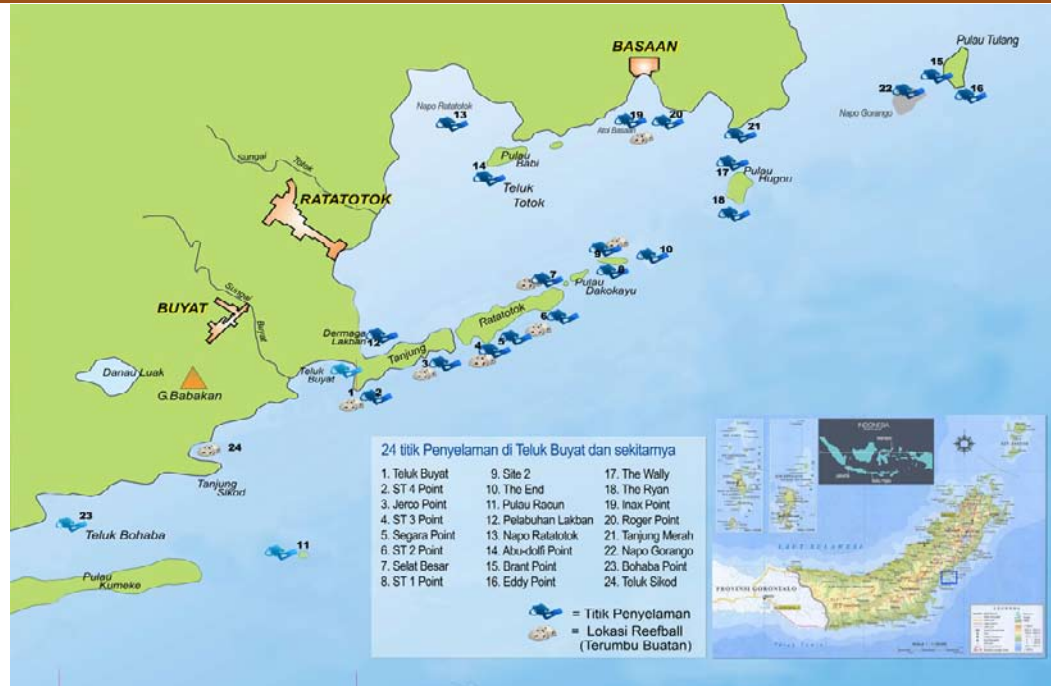 BASAAN
Pulau Tulang
15
16
22
Napo Gorango
Napo Ratatotok
13
19
20
Atol Basaan
21
14
Pulau
Babi
Teluk
Totok
17
Pulau
Hugou
18
Sungai
Totok
RATATOTOK
9
10
8
7
Pulau
Dakokayu
Sungai
Buyat
BUYAT
Ratatotok
6
5
4
Dermaga
Lakban
12
Tanjung
3
Teluk
Buyat
1
2
Danau Luak
G.Babakan
24
Tanjung
Sikod
23
Teluk Bohaba
11
Pulau
Kumeke
24 titik Penyelaman di Teluk Buyat dan sekitarnya
1. Teluk Buyat
2. ST 4 Point
3. Jerco Point
4. ST 3 Point
5. Segara Point
6. ST 2 Point
7. Selat Besar
8. ST 1 Point
9. Site 2
10. The End
11. Pulau Racun
12. Pelabuhan Lakban
13. Napo Ratatotok
14. Abu-dolfi Point
15. Brant Point
16. Eddy Point
17. The Wally
18. The Ryan
19. Inax Point
20. Roger Point
21. Tanjung Merah
22. Napo Gorango
23. Bohaba Point
24. Teluk Sikod
= Titik Penyelaman
= Lokasi Reefball
(Terumbu Buatan)
INDONESIA
LAUT SULAWESI
PROVINSI GORONTALO